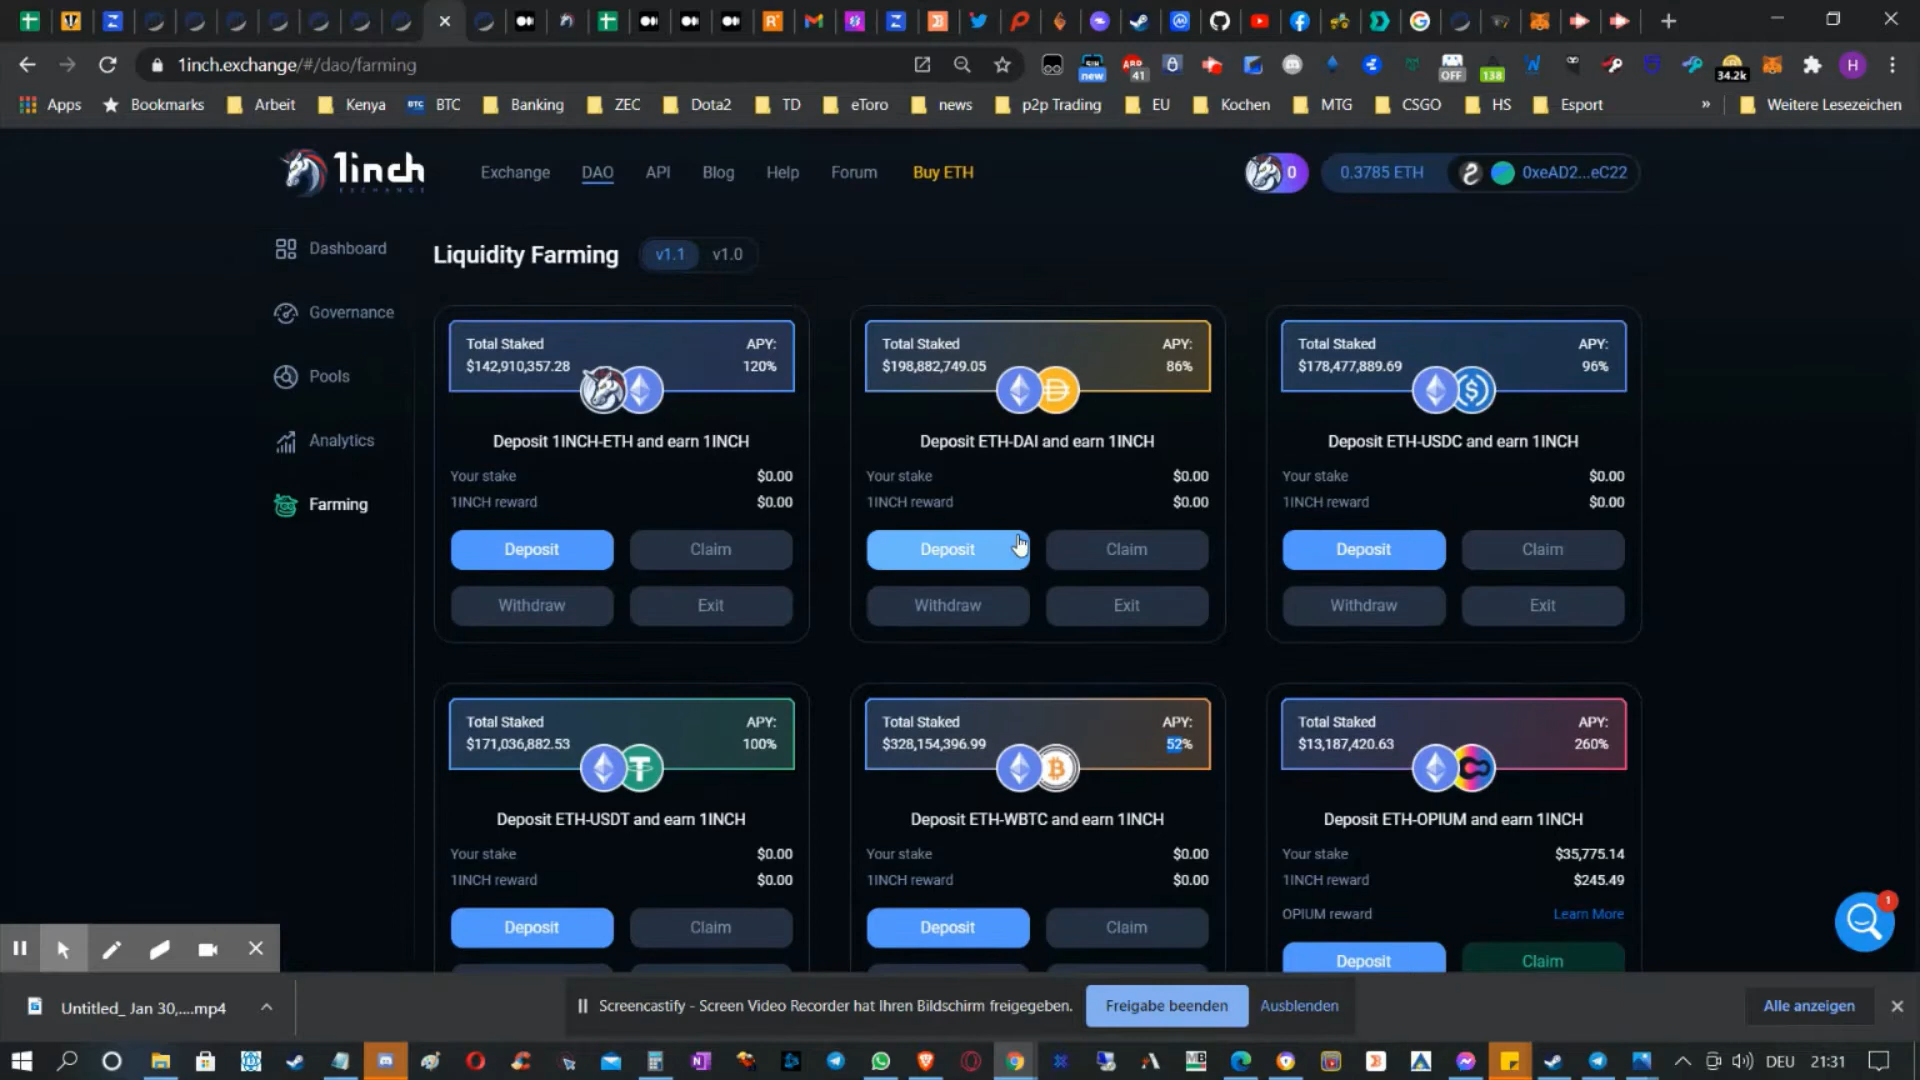 1inch.exchange/#/dao/farming
new
41
OFF
138
34.2k
H
Apps
Bookmarks
Arbeit
Kenya
BTC
BTC
Banking
ZEC
Dota2
TD
eToro
news
p2p Trading
EU
Kochen
MTG
CSGO
HS
Esport
»
Weitere Lesezeichen
1inch
EXCHANGE
Exchange
DAO
API
Blog
Help
Forum
Buy ETH
0
0.3785 ETH
0xeAD2...eC22
Dashboard
Governance
Pools
Analytics
Farming
Liquidity Farming
v1.1
v1.0
Total Staked
APY:
$142,910,357.28
120%
Deposit 1INCH-ETH and earn 1INCH
Your stake
$0.00
1INCH reward
$0.00
Deposit
Claim
Withdraw
Exit
Total Staked
APY:
$198,882,749.05
86%
Deposit ETH-DAI and earn 1INCH
Your stake
$0.00
1INCH reward
$0.00
Deposit
Claim
Withdraw
Exit
Total Staked
APY:
$178,477,889.69
96%
Deposit ETH-USDC and earn 1INCH
Your stake
$0.00
1INCH reward
$0.00
Deposit
Claim
Withdraw
Exit
Total Staked
APY:
$171,036,882.53
100%
Deposit ETH-USDT and earn 1INCH
Your stake
$0.00
1INCH reward
$0.00
Deposit
Claim
Total Staked
APY:
$328,154,396.99
52%
Deposit ETH-WBTC and earn 1INCH
Your stake
$0.00
1INCH reward
$0.00
Deposit
Claim
Total Staked
APY:
$13,187,420.63
260%
Deposit ETH-OPIUM and earn 1INCH
Your stake
$35,775.14
1INCH reward
$245.49
OPIUM reward
Learn More
Deposit
Claim
1
Untitled_ Jan 30,....mp4
Screencastify - Screen Video Recorder hat Ihren Bildschirm freigegeben.
Freigabe beenden
Ausblenden
Alle anzeigen
DEU
21:31